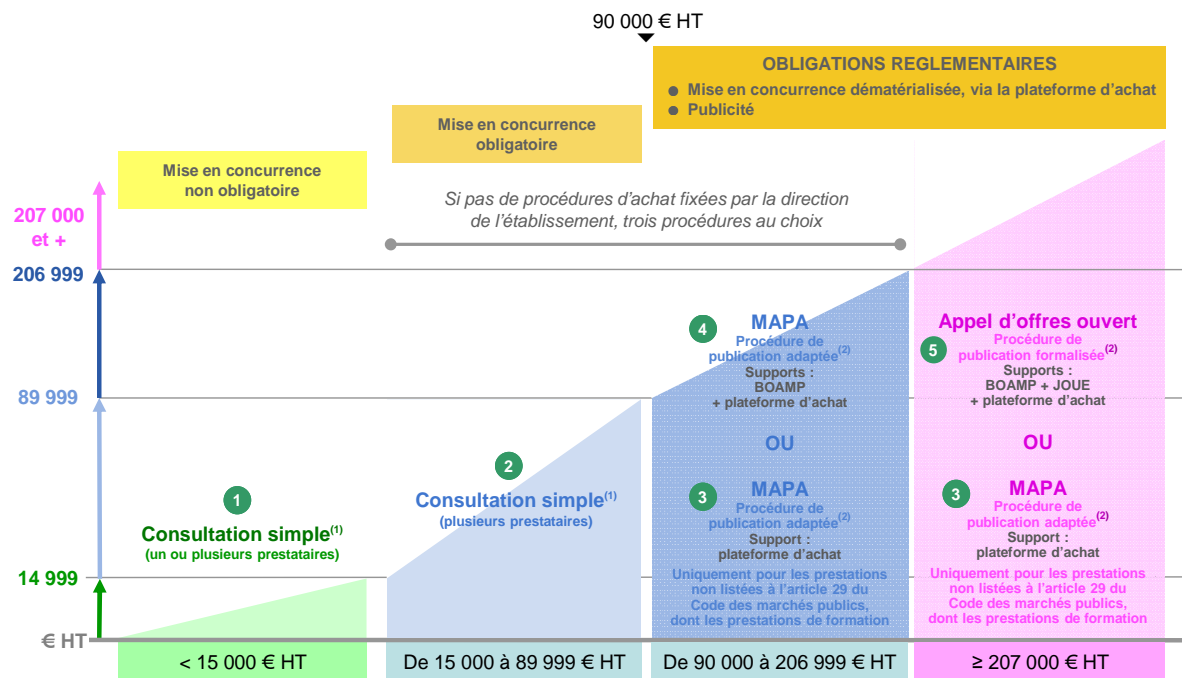 90 000 € HT
OBLIGATIONS REGLEMENTAIRES
● Mise en concurrence dématérialisée, via la plateforme d’achat
● Publicité
Mise en concurrence
obligatoire
Mise en concurrence
non obligatoire
Si pas de procédures d’achat fixées par la direction
de l’établissement, trois procédures au choix
207 000
et +
206 999
89 999
14 999
€ HT
1
Consultation simple(1)
(un ou plusieurs prestataires)
2
Consultation simple(1)
(plusieurs prestataires)
4
MAPA
Procédure de
publication adaptée(2)
Supports :
BOAMP
+ plateforme d’achat
OU
3
MAPA
Procédure de
publication adaptée(2)
Support :
plateforme d’achat
Uniquement pour les prestations
non listées à l’article 29 du
Code des marchés publics,
dont les prestations de formation
Appel d’offres ouvert
5
Procédure de
publication formalisée(2)
Supports :
BOAMP + JOUE
+ plateforme d’achat
OU
3
MAPA
Procédure de
publication adaptée(2)
Support :
plateforme d’achat
Uniquement pour les prestations
non listées à l’article 29 du
Code des marchés publics,
dont les prestations de formation
< 15 000 € HT
De 15 000 à 89 999 € HT
De 90 000 à 206 999 € HT
≥ 207 000 € HT